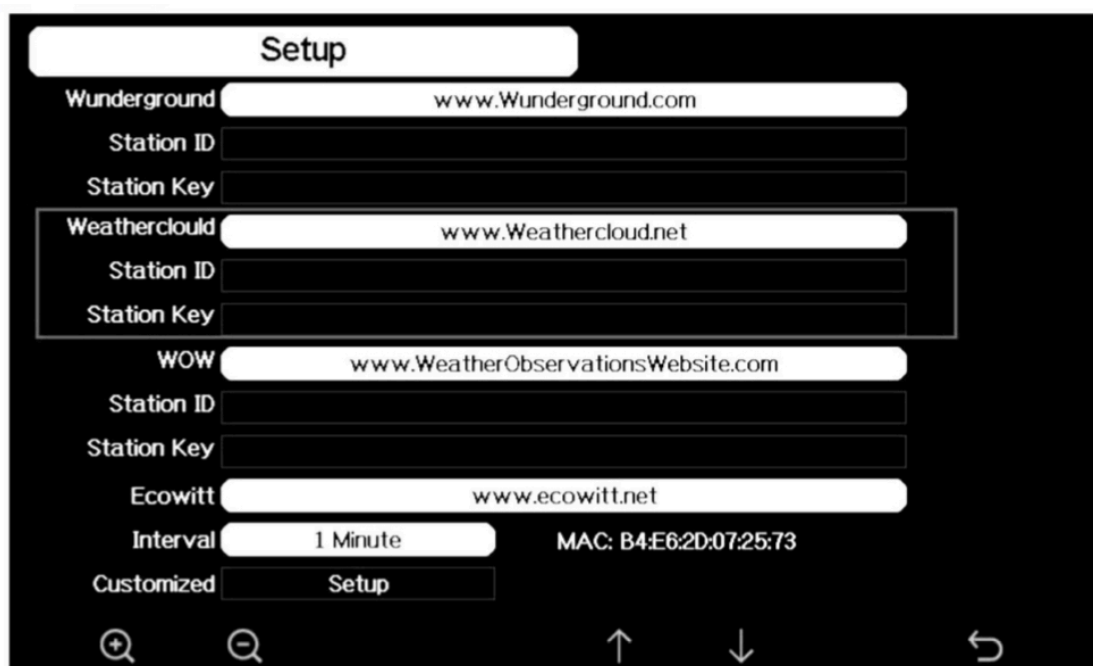 Setup
Wunderground www.Wunderground.com
Station ID
Station Key
Weatherclould www.Weathercloud.net
Station ID
Station Key
WOW www.WeatherObservationsWebsite.com
Station ID
Station Key
Ecowitt www.ecowitt.net
Interval 1 Minute MAC: B4:E6:2D:07:25:73
Customized Setup